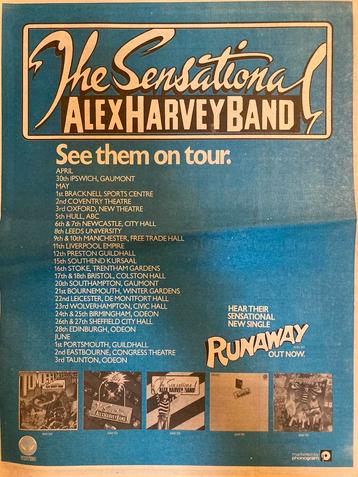 The Sensational
ALEX HARVEY BAND
See them on tour.
APRIL
30th IPSWICH, GAUMONT
MAY
1st BRACKNELL SPORTS CENTRE
2nd COVENTRY THEATRE
3rd OXFORD, NEW THEATRE
5th HULL, ABC
6th & 7th NEWCASTLE, CITY HALL
8th LEEDS UNIVERSITY
9th & 10th MANCHESTER, FREE TRADE HALL
11th LIVERPOOL EMPIRE
12th PRESTON GUILDHALL
15th SOUTHEND KURSAAL
16th STOKE, TRENTHAM GARDENS
17th & 18th BRISTOL, COLSTON HALL
20th SOUTHAMPTON, GAUMONT
21st BOURNEMOUTH, WINTER GARDENS
22nd LEICESTER, DE MONTFORT HALL
23rd WOLVERHAMPTON, CIVIC HALL
24th & 25th BIRMINGHAM, ODEON
26th & 27th SHEFFIELD CITY HALL
28th EDINBURGH, ODEON
JUNE
1st PORTSMOUTH, GUILDHALL
2nd EASTBOURNE, CONGRESS THEATRE
3rd TAUNTON, ODEON
HEAR THEIR
SENSATIONAL
NEW SINGLE
RUNAWAY
OUT NOW.
The Sensational
ALEX HARVEY BAND
marketed by
phonogram